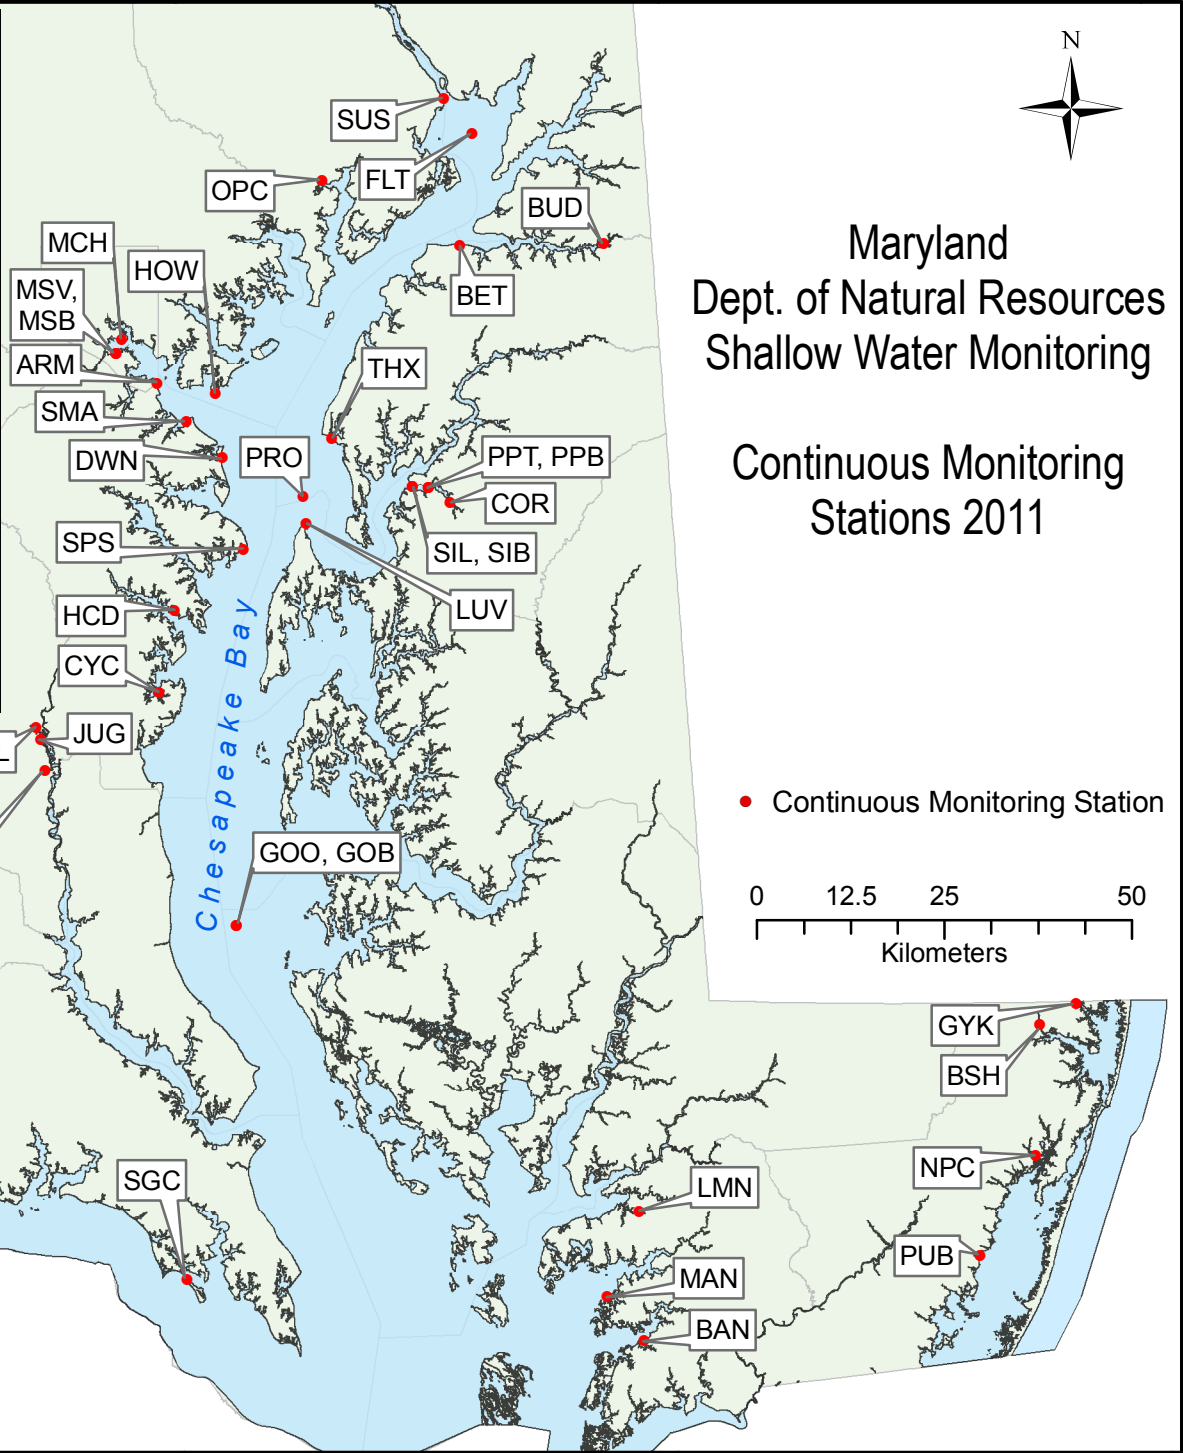 N
SUS
FLT
OPC
BUD
MCH
HOW
BET
MSV,
MSB
ARM
THX
SMA
DWN
PRO
PPT, PPB
COR
SPS
SIL, SIB
HCD
LUV
CYC
JUG
L
Chesapeake Bay
GOO, GOB
Maryland
Dept. of Natural Resources
Shallow Water Monitoring
Continuous Monitoring
Stations 2011
Continuous Monitoring Station
0 12.5 25 50
Kilometers
GYK
BSH
NPC
SGC
LMN
PUB
MAN
BAN